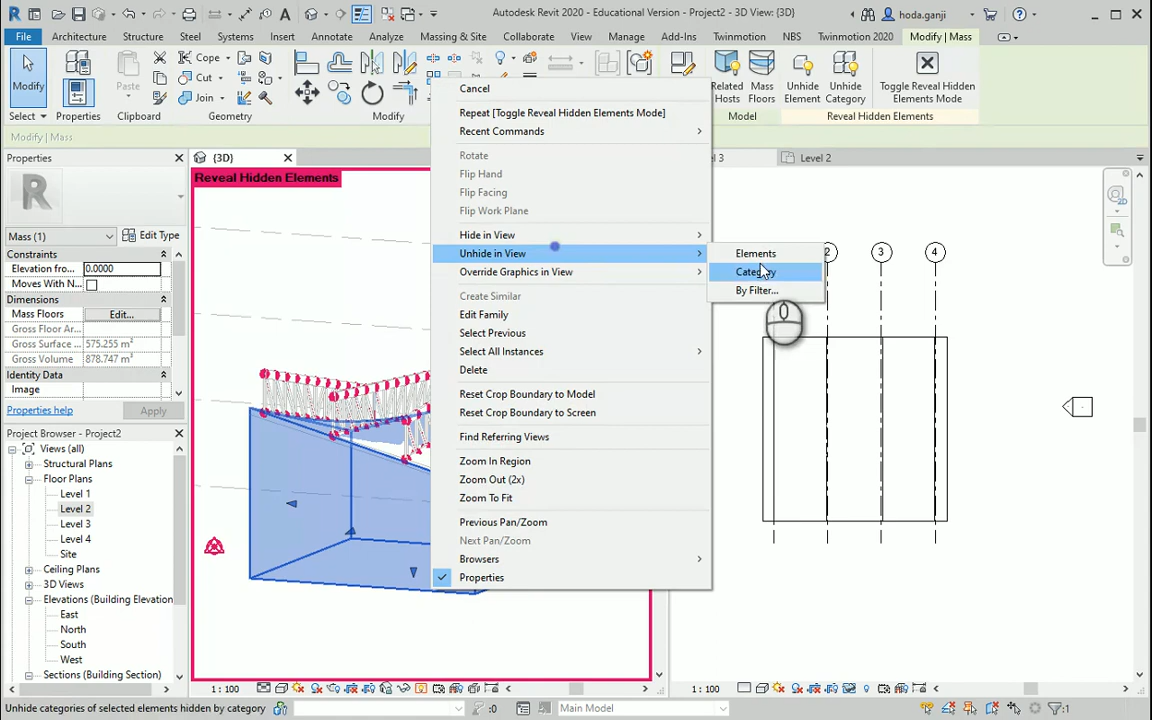 Autodesk Revit 2020 - Educational Version - Project2 - 3D View: {3D}
hoda.ganji
File Architecture Structure Steel Systems Insert Annotate Analyze Massing & Site Collaborate View Manage Add-Ins Twinmotion NBS Twinmotion 2020 Modify | Mass
Modify
Properties
Paste
Cope
Cut
Join
Related Hosts
Mass Floors
Unhide Element
Unhide Category
Toggle Reveal Hidden Elements Mode
Select Properties Clipboard Geometry Modify Model Reveal Hidden Elements
Modify | Mass
Properties
{3D}
Level 2
Reveal Hidden Elements
Mass (1)
Edit Type
Constraints
Elevation fro... 0.0000
Moves With N...
Dimensions
Mass Floors Edit...
Gross Floor Ar...
Gross Surface ... 575.255 m²
Gross Volume 878.747 m³
Identity Data
Image
Properties help
Apply
Project Browser - Project2
Views (all)
Structural Plans
Floor Plans
Level 1
Level 2
Level 3
Level 4
Site
Ceiling Plans
3D Views
Elevations (Building Elevation
East
North
South
West
Sections (Building Section)
Cancel
Repeat [Toggle Reveal Hidden Elements Mode]
Recent Commands
Rotate
Flip Hand
Flip Facing
Flip Work Plane
Hide in View
Unhide in View
Override Graphics in View
Create Similar
Edit Family
Select Previous
Select All Instances
Delete
Reset Crop Boundary to Model
Reset Crop Boundary to Screen
Find Referring Views
Zoom In Region
Zoom Out (2x)
Zoom To Fit
Previous Pan/Zoom
Next Pan/Zoom
Browsers
Properties
Elements
Category
By Filter...
2 3 4
1 : 100
1 : 100
Unhide categories of selected elements hidden by category
:0
Main Model
:1